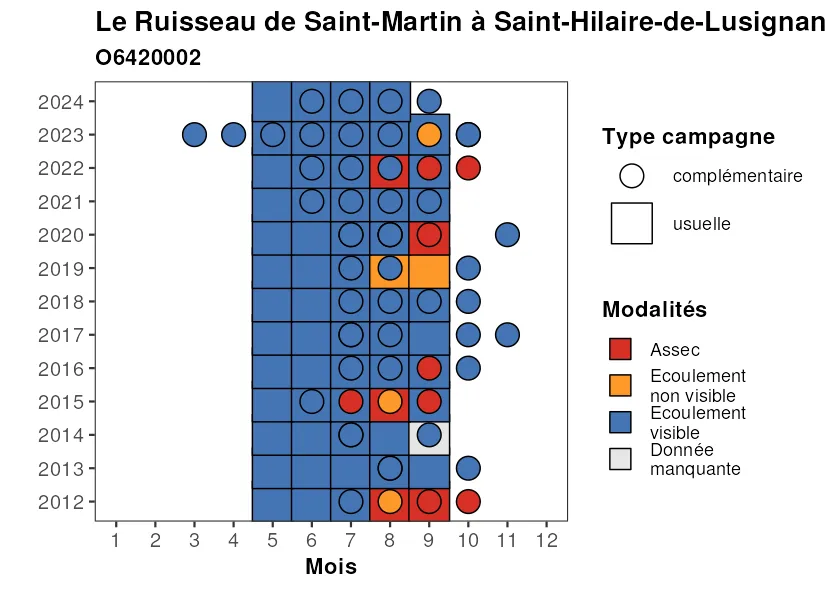 Le Ruisseau de Saint-Martin à Saint-Hilaire-de-Lusignan
O6420002
2024
2023
2022
2021
2020
2019
2018
2017
2016
2015
2014
2013
2012
1 2 3 4 5 6 7 8 9 10 11 12
Mois
Type campagne
complémentaire
usuelle
Modalités
Assec
Ecoulement
non visible
Ecoulement
visible
Donnée
manquante